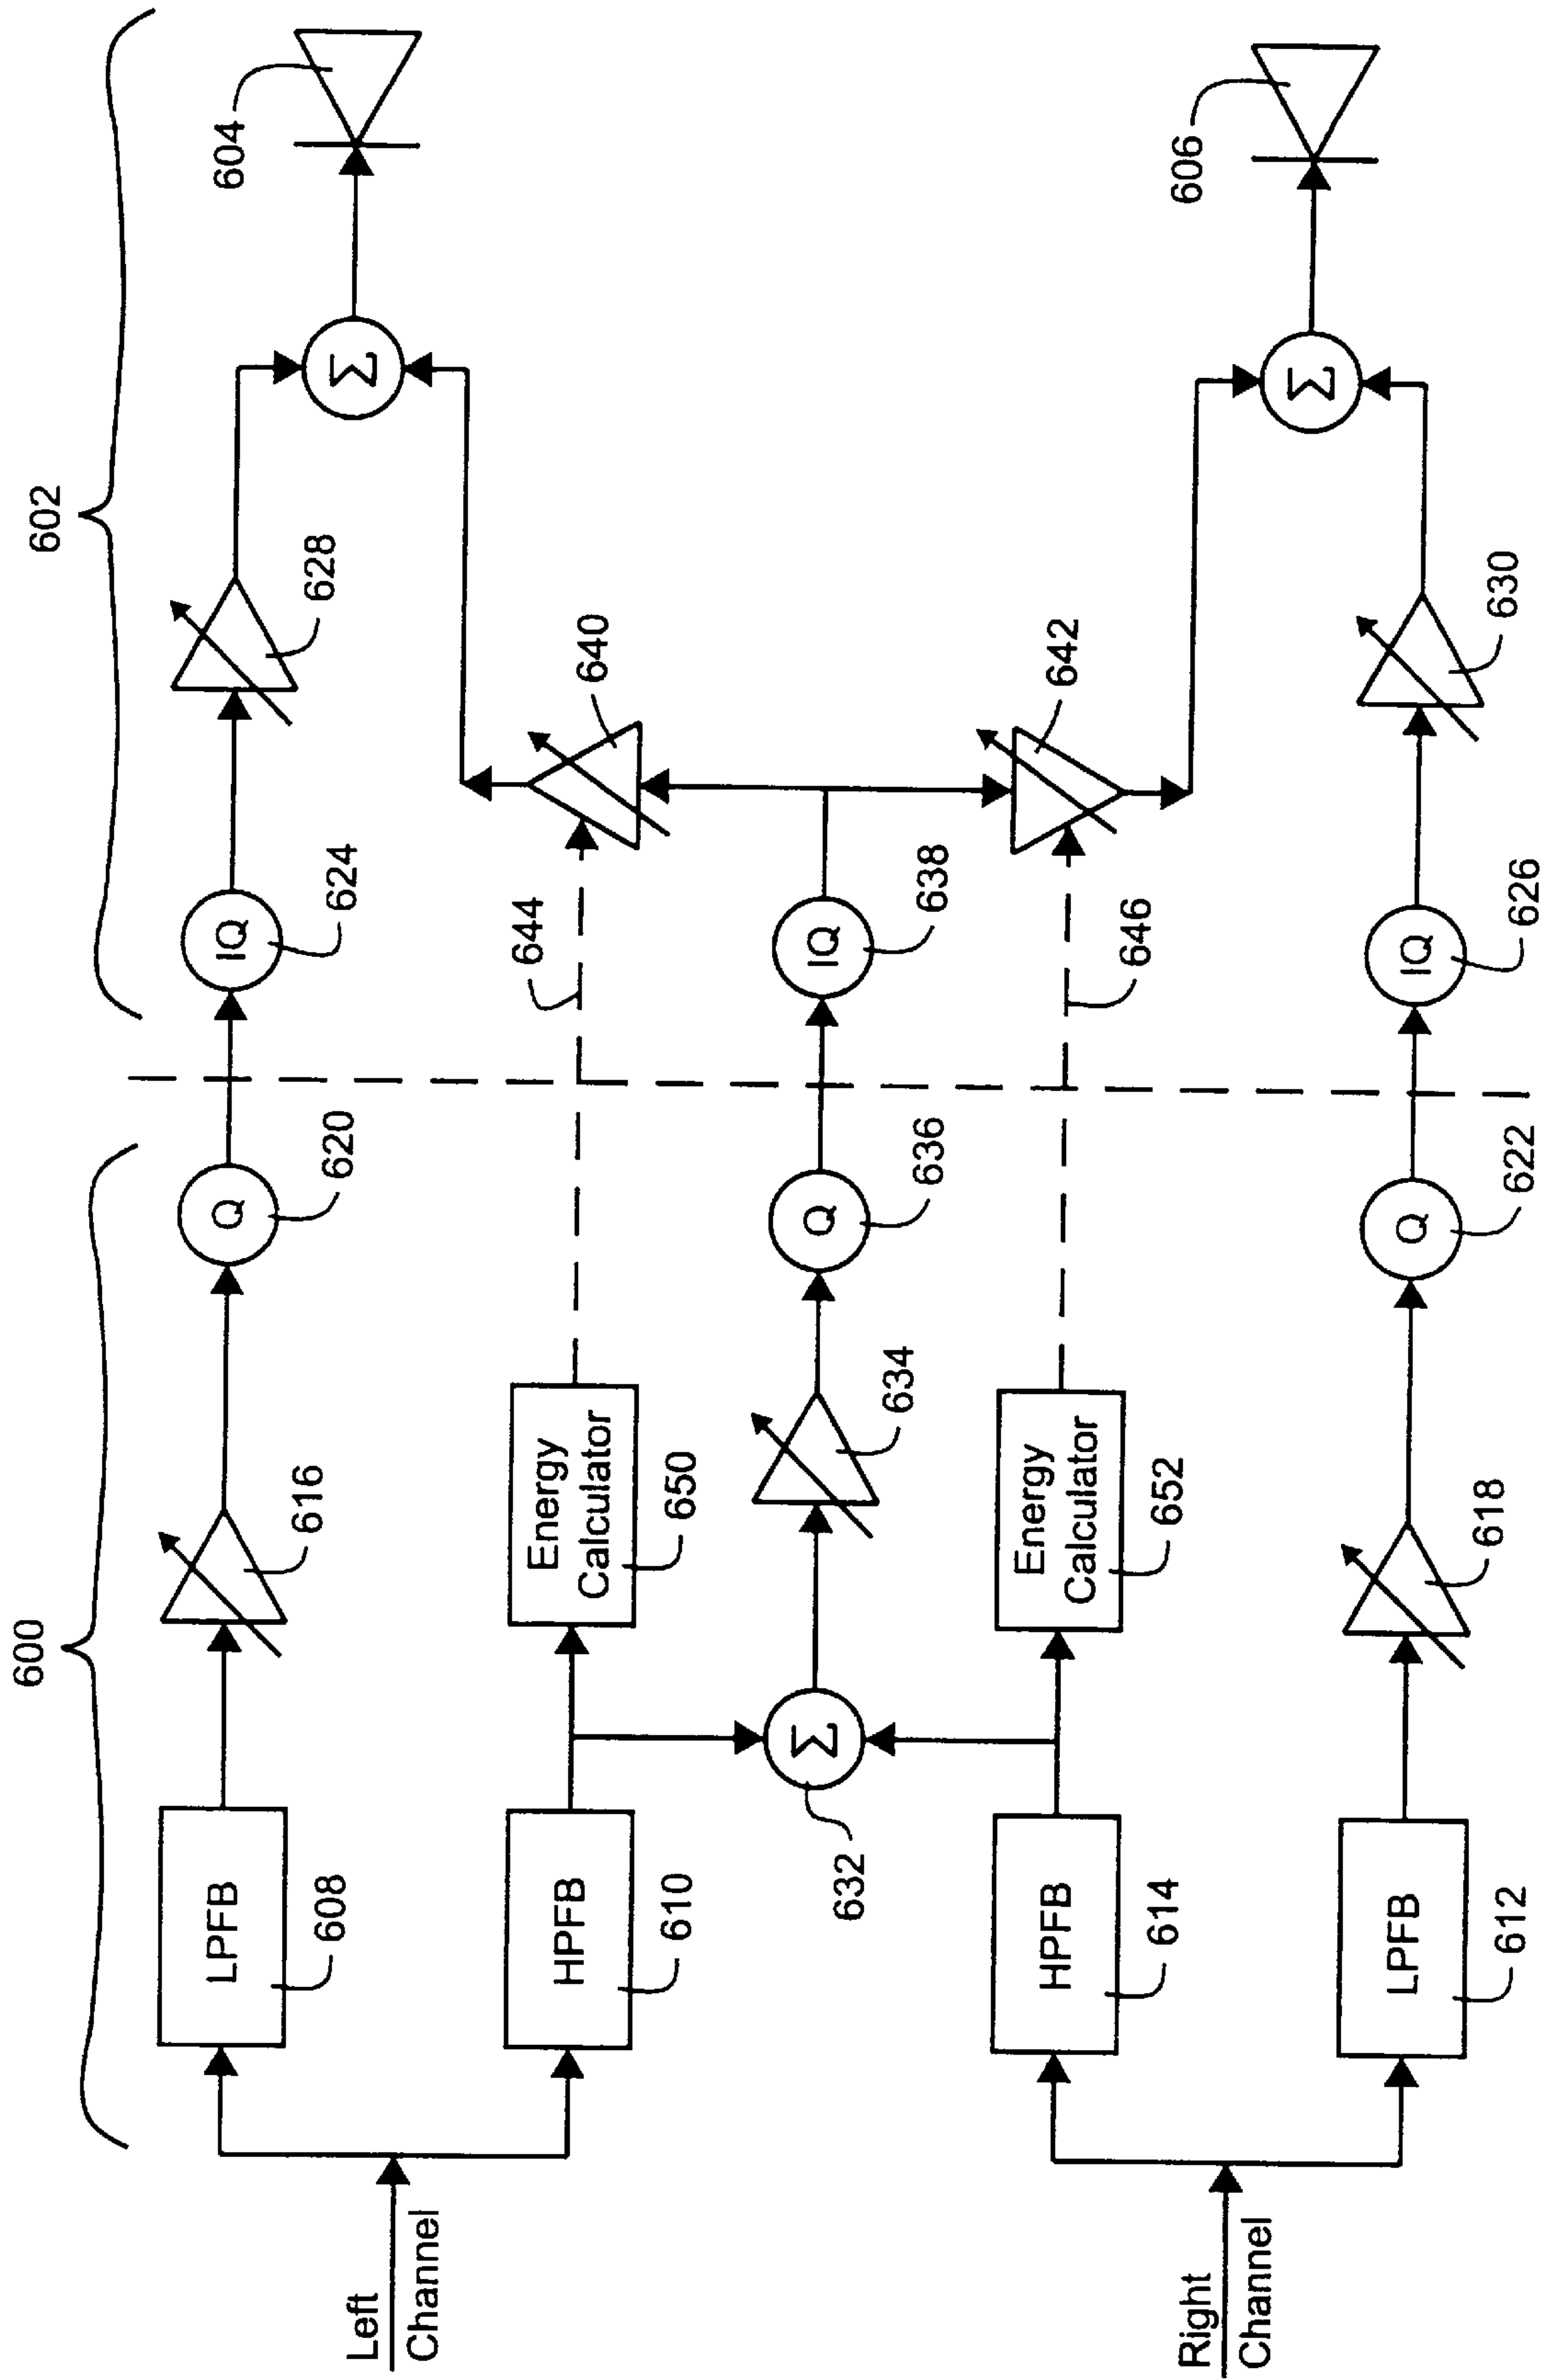 600
602
Left
Channel
LPFB
608
616
Q
620
IQ
624
628
Σ
604
HPFB
610
Energy
Calculator
650
644
640
Σ
632
634
Q
636
IQ
638
HPFB
614
Energy
Calculator
652
646
642
Right
Channel
LPFB
612
618
Q
622
IQ
626
630
Σ
606